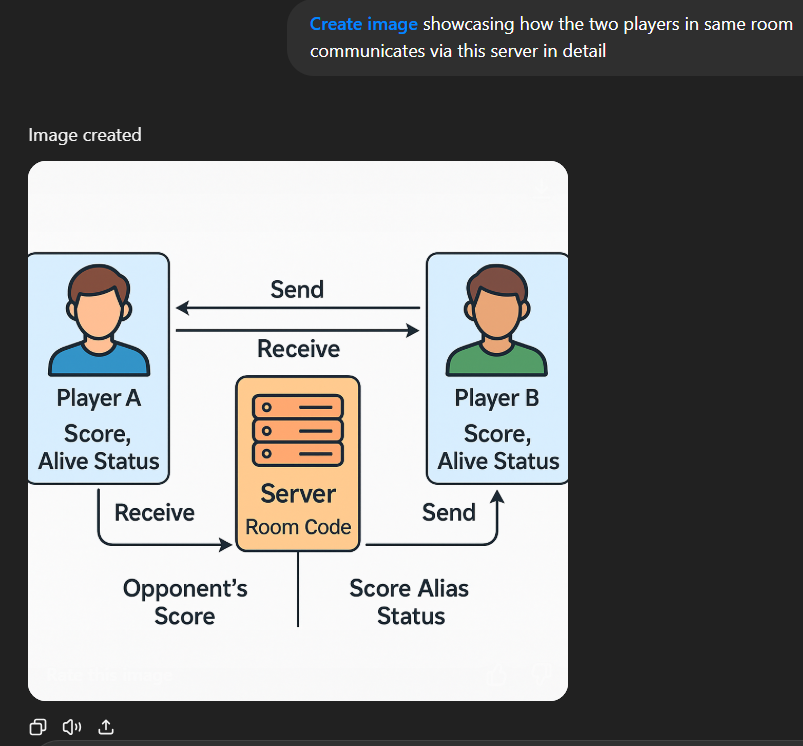 Create image showcasing how the two players in same room
communicates via this server in detail
Image created
Send
Receive
Player A
Score,
Alive Status
Player B
Score,
Alive Status
Server
Room Code
Receive
Send
Opponent's
Score
Score Alias
Status